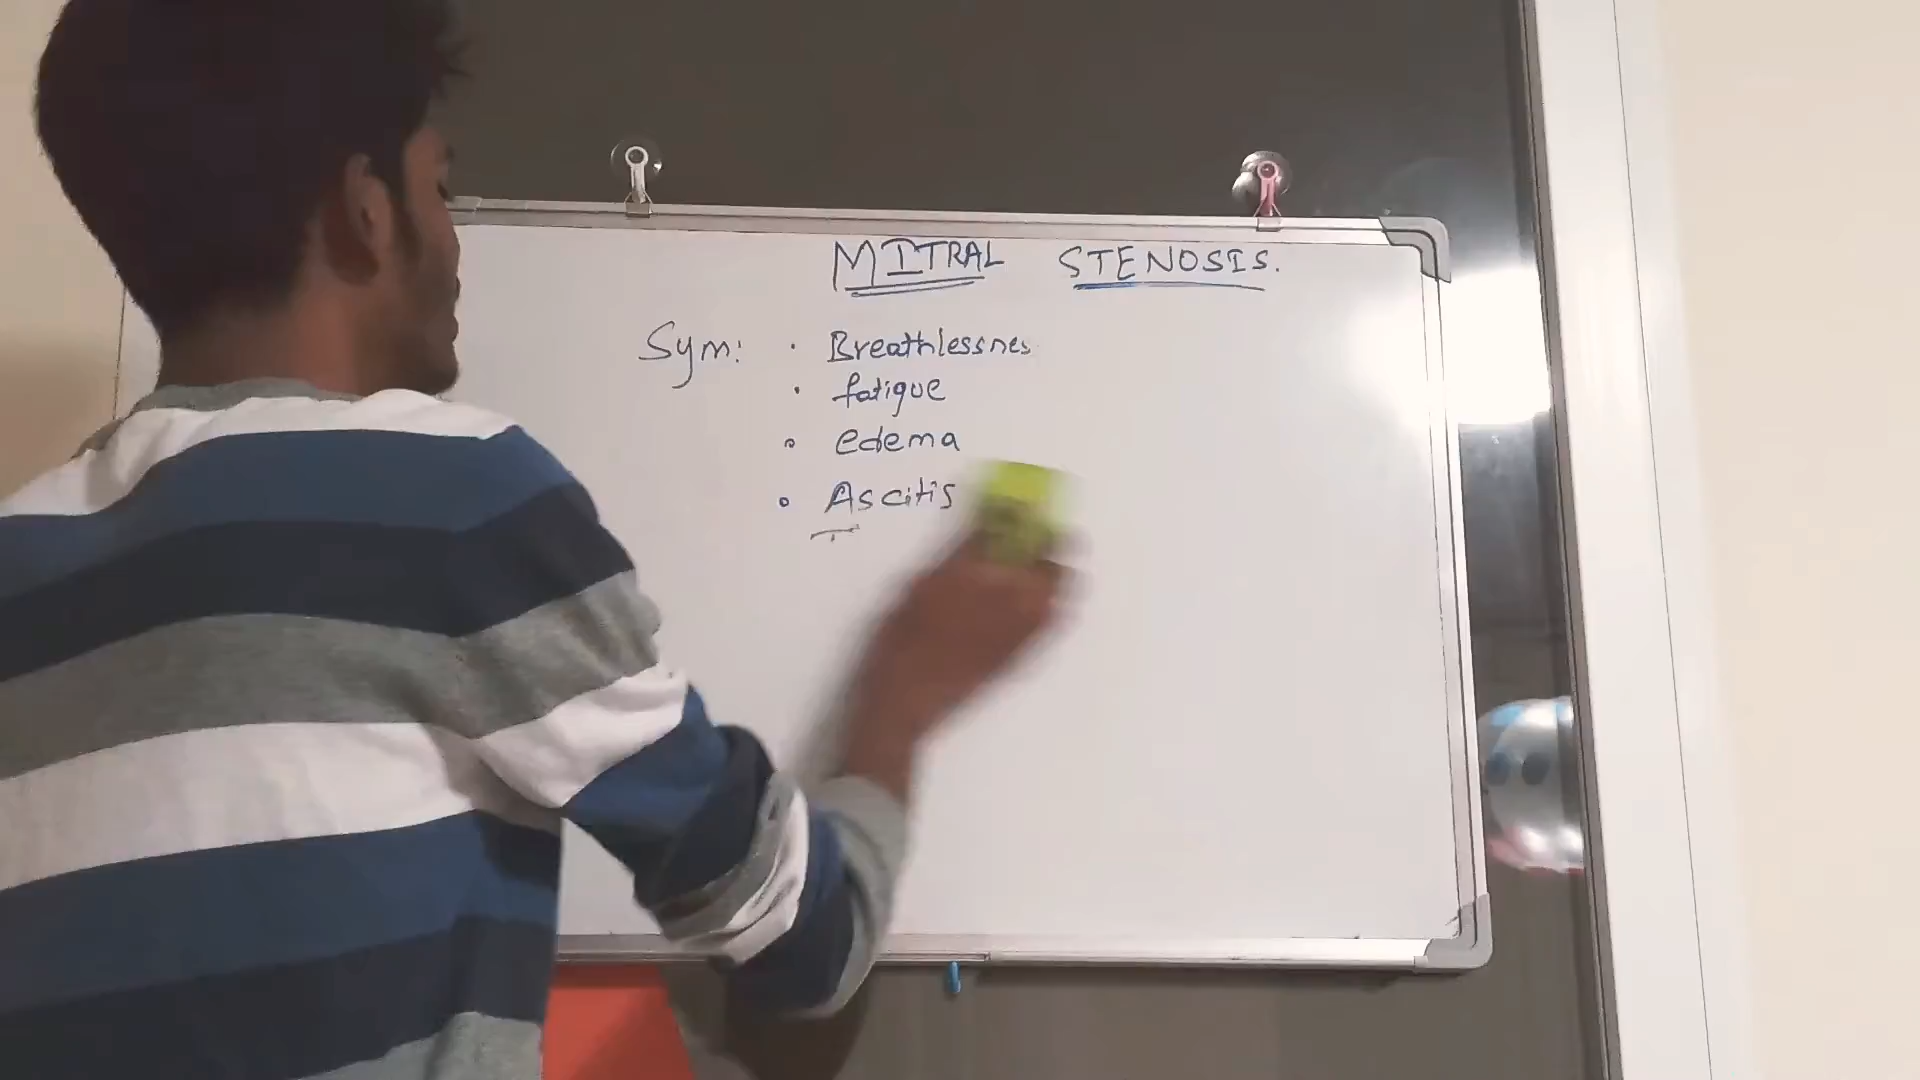 MITRAL STENOSIS.
Sym: • Breathlessnes
• fatigue
• edema
• Ascitis